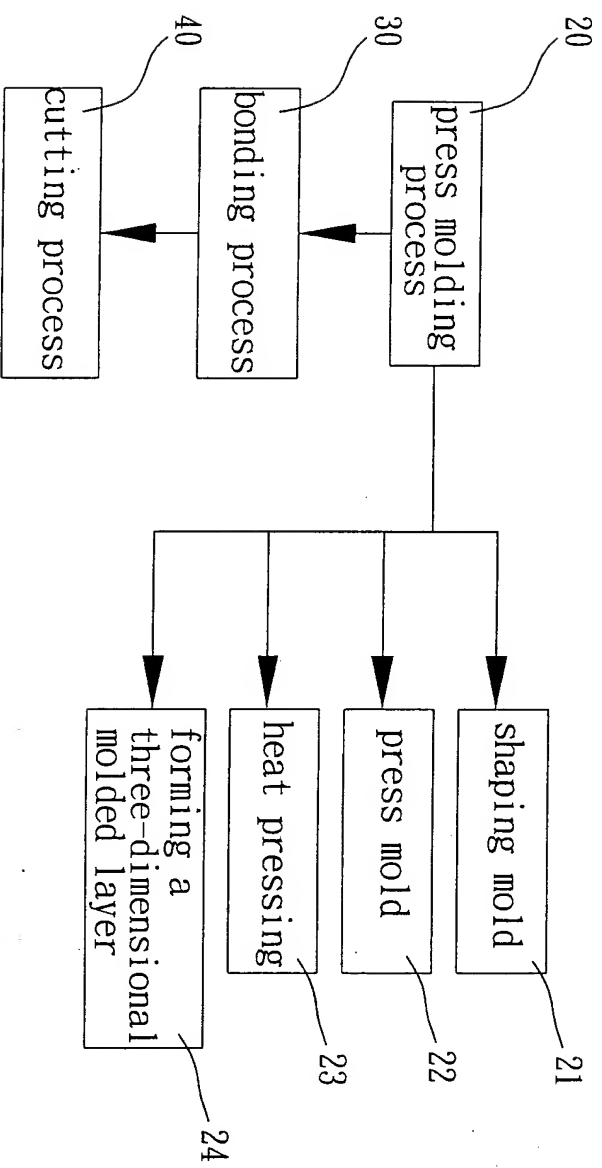 20
press molding
process
30
bonding process
40
cutting process
shaping mold
21
press mold
22
heat pressing
23
forming a
three-dimensional
molded layer
24